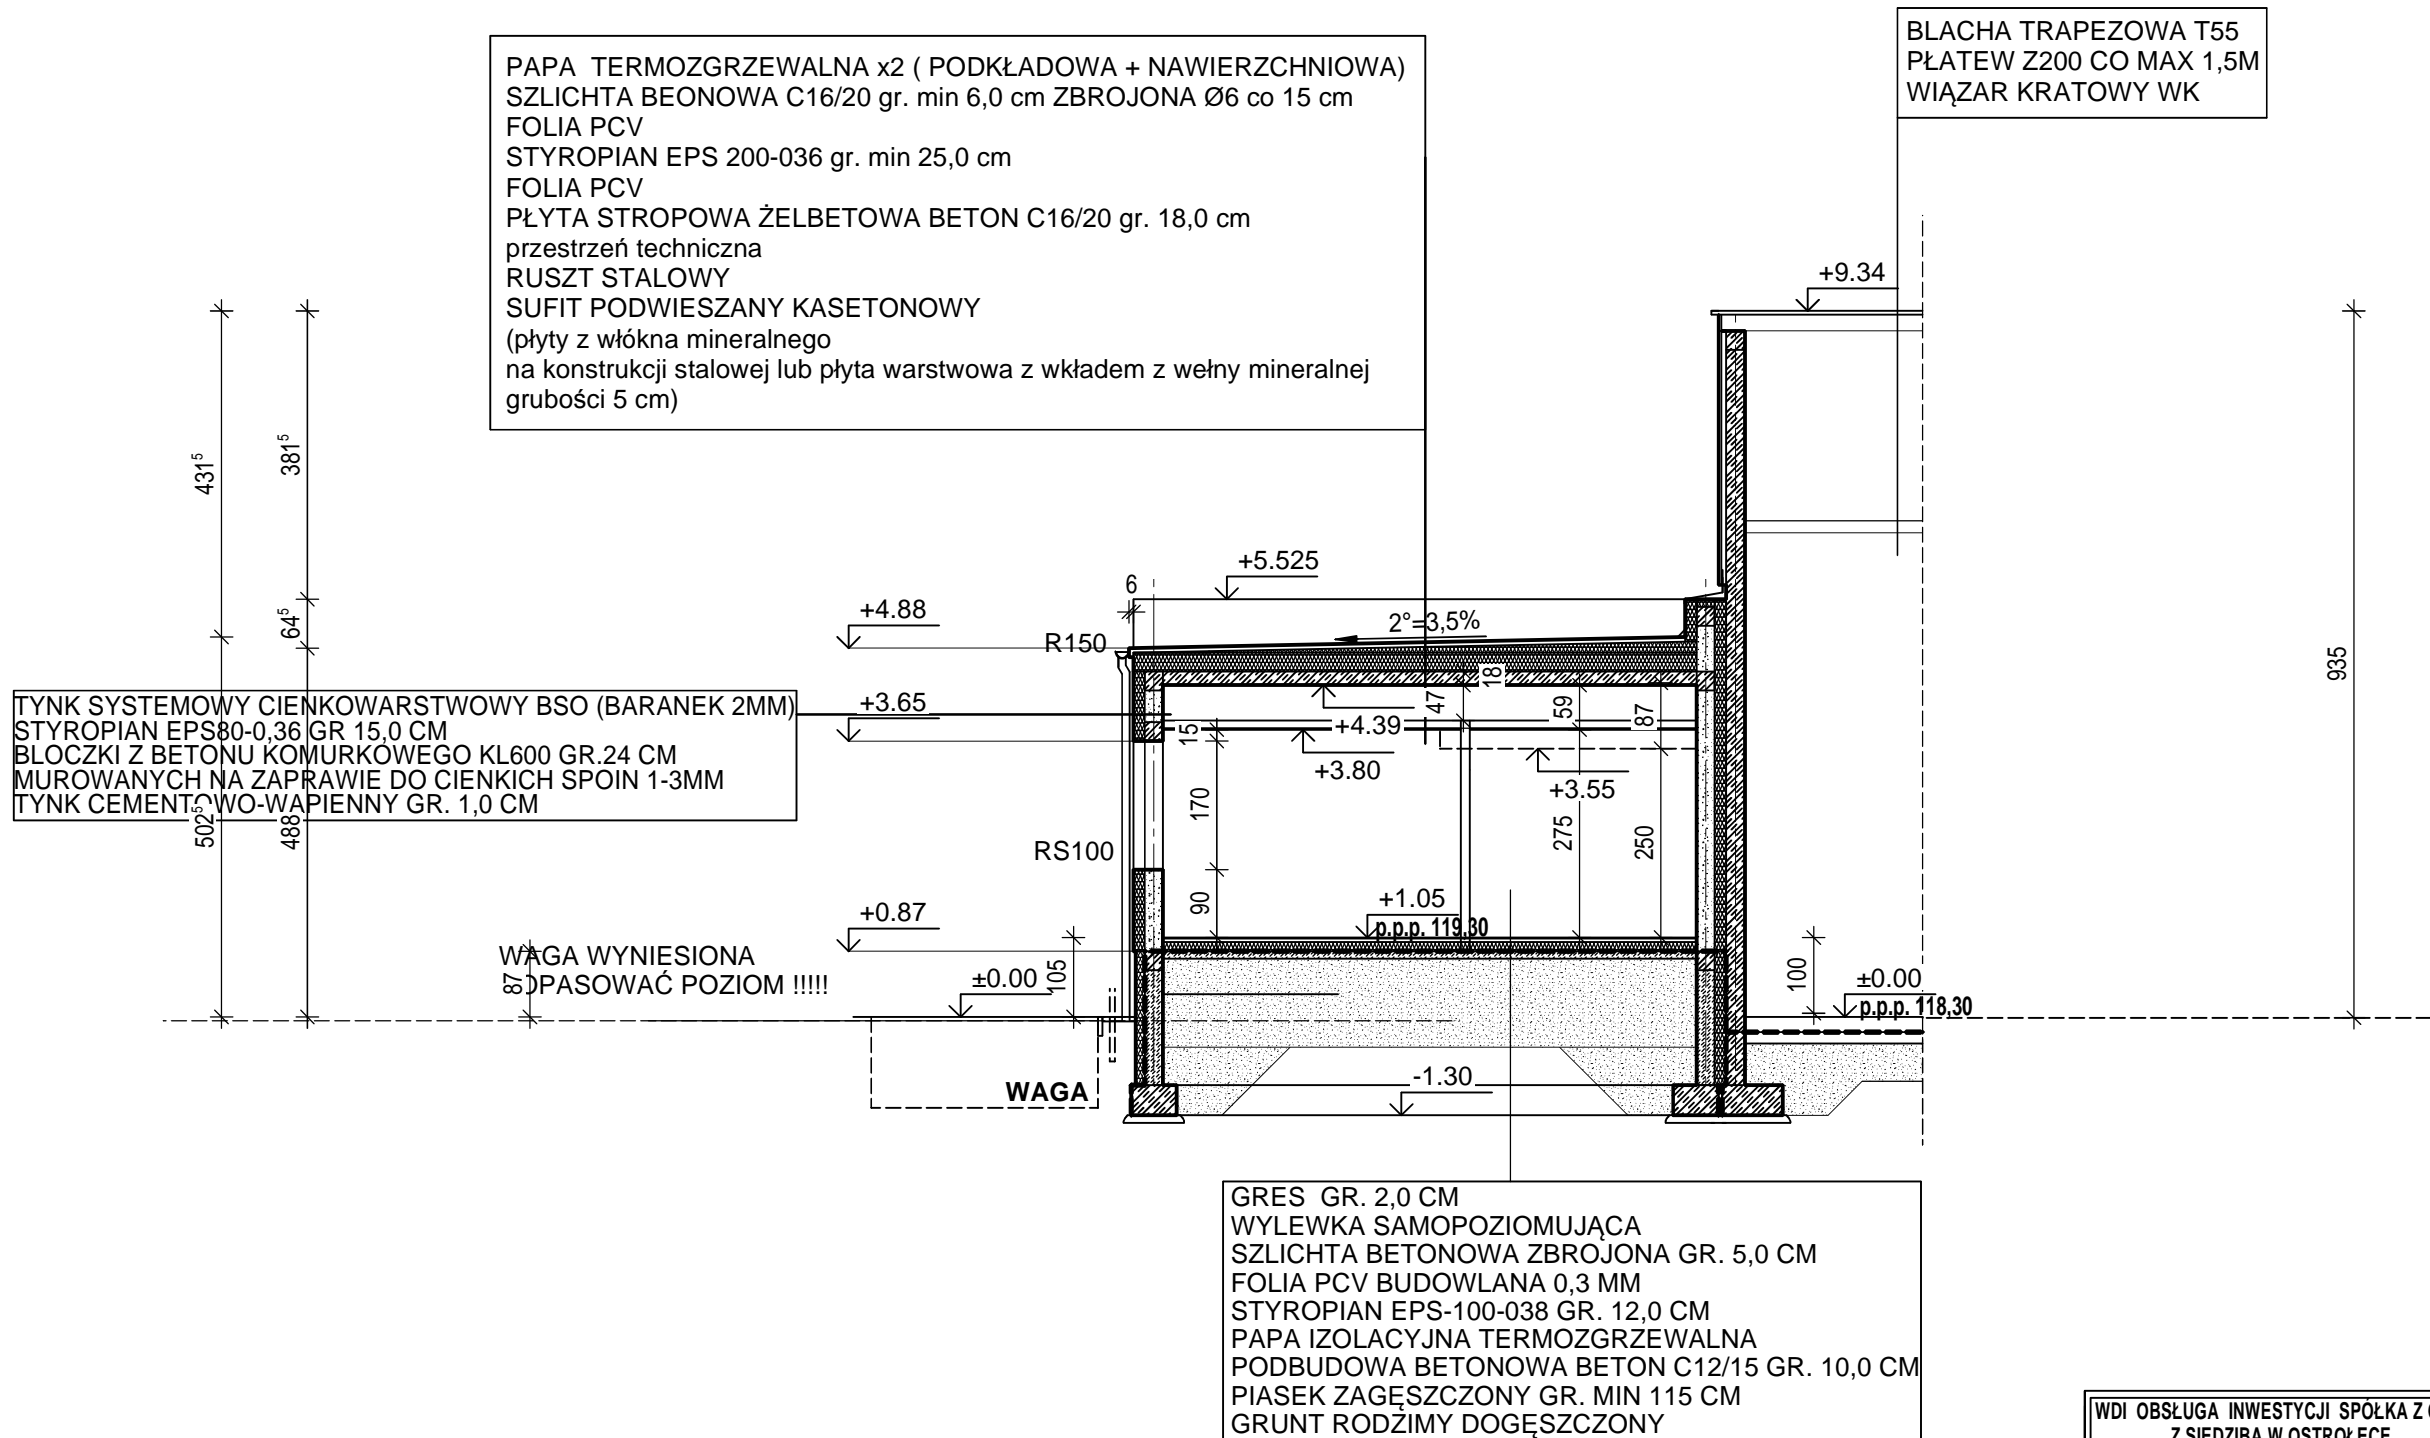 BLACHA TRAPEZOWA T55
PŁATEW Z200 CO MAX 1,5M
WIĄZAR KRATOWY WK
PAPA TERMOZGRZEWALNA x2 ( PODKŁADOWA + NAWIERZCHNIOWA)
SZLICHTA BEONOWA C16/20 gr. min 6,0 cm ZBROJONA Ø6 co 15 cm
FOLIA PCV
STYROPIAN EPS 200-036 gr. min 25,0 cm
FOLIA PCV
PŁYTA STROPOWA ŻELBETOWA BETON C16/20 gr. 18,0 cm
przestrzeń techniczna
RUSZT STALOWY
SUFIT PODWIESZANY KASETONOWY
(płyty z włókna mineralnego
na konstrukcji stalowej lub płyta warstwowa z wkładem z wełny mineralnej
grubości 5 cm)
+9.34
431⁵
381⁵
64⁵
+5.525
6
+4.88
2°=3,5%
R150
935
18
47
59
87
TYNK SYSTEMOWY CIENKOWARSTWOWY BSO (BARANEK 2MM)
STYROPIAN EPS80-0,36 GR 15,0 CM
BLOCZKI Z BETONU KOMURKOWEGO KL600 GR.24 CM
MUROWANYCH NA ZAPRAWIE DO CIENKICH SPOIN 1-3MM
TYNK CEMENTOWO-WAPIENNY GR. 1,0 CM
502⁵
488
+3.65
15
+4.39
+3.80
+3.55
170
275
250
RS100
90
+1.05
p.p.p. 119,30
+0.87
WAGA WYNIESIONA
DOPASOWAĆ POZIOM !!!!!
87
±0.00
105
100
±0.00
p.p.p. 118,30
WAGA
-1.30
GRES GR. 2,0 CM
WYLEWKA SAMOPOZIOMUJĄCA
SZLICHTA BETONOWA ZBROJONA GR. 5,0 CM
FOLIA PCV BUDOWLANA 0,3 MM
STYROPIAN EPS-100-038 GR. 12,0 CM
PAPA IZOLACYJNA TERMOZGRZEWALNA
PODBUDOWA BETONOWA BETON C12/15 GR. 10,0 CM
PIASEK ZAGĘSZCZONY GR. MIN 115 CM
GRUNT RODZIMY DOGĘSZCZONY
WDI OBSŁUGA INWESTYCJI SPÓŁKA Z
Z SIEDZIBĄ W OSTROŁĘCE